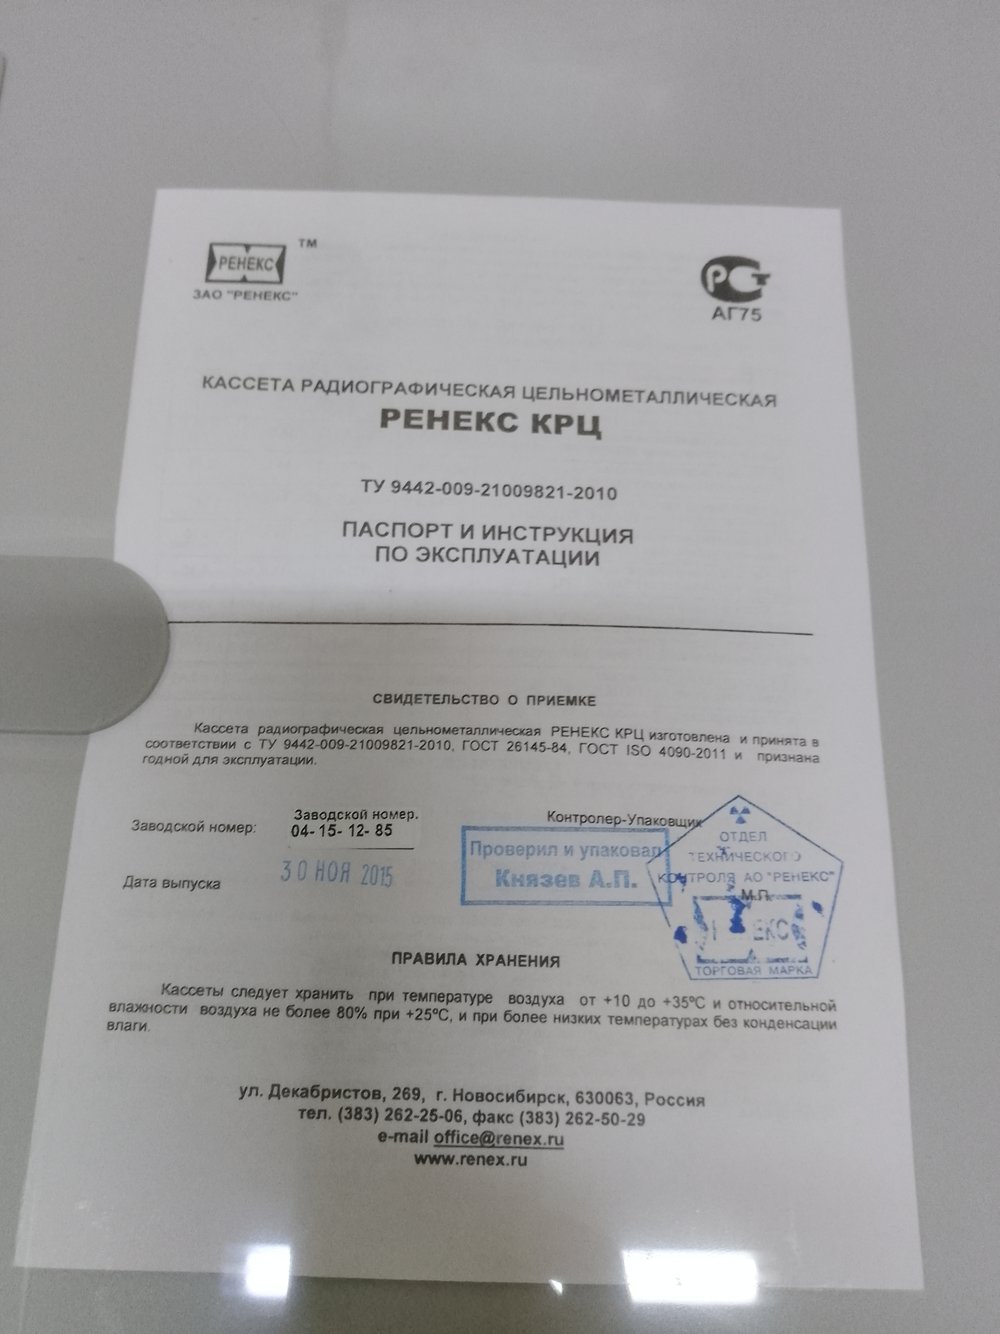 РЕНЕКС
ТМ
ЗАО "РЕНЕКС"
РСТ
АГ75
КАССЕТА РАДИОГРАФИЧЕСКАЯ ЦЕЛЬНОМЕТАЛЛИЧЕСКАЯ
РЕНЕКС КРЦ
ТУ 9442-009-21009821-2010
ПАСПОРТ И ИНСТРУКЦИЯ
ПО ЭКСПЛУАТАЦИИ
СВИДЕТЕЛЬСТВО О ПРИЕМКЕ
Кассета радиографическая цельнометаллическая РЕНЕКС КРЦ изготовлена и принята в
соответствии с ТУ 9442-009-21009821-2010, ГОСТ 26145-84, ГОСТ ISO 4090-2011 и признана
годной для эксплуатации.
Заводской номер:
Заводской номер.
04- 15- 12- 85
Контролер-Упаковщик
Дата выпуска
30 НОЯ 2015
Проверил и упаковал
Князев А.П.
ОТДЕЛ
ТЕХНИЧЕСКОГО
КОНТРОЛЯ АО "РЕНЕКС"
М.П.
ТОРГОВАЯ МАРКА
ПРАВИЛА ХРАНЕНИЯ
Кассеты следует хранить при температуре воздуха от +10 до +35°С и относительной
влажности воздуха не более 80% при +25°С, и при более низких температурах без конденсации
влаги.
ул. Декабристов, 269, г. Новосибирск, 630063, Россия
тел. (383) 262-25-06, факс (383) 262-50-29
e-mail office@renex.ru
www.renex.ru